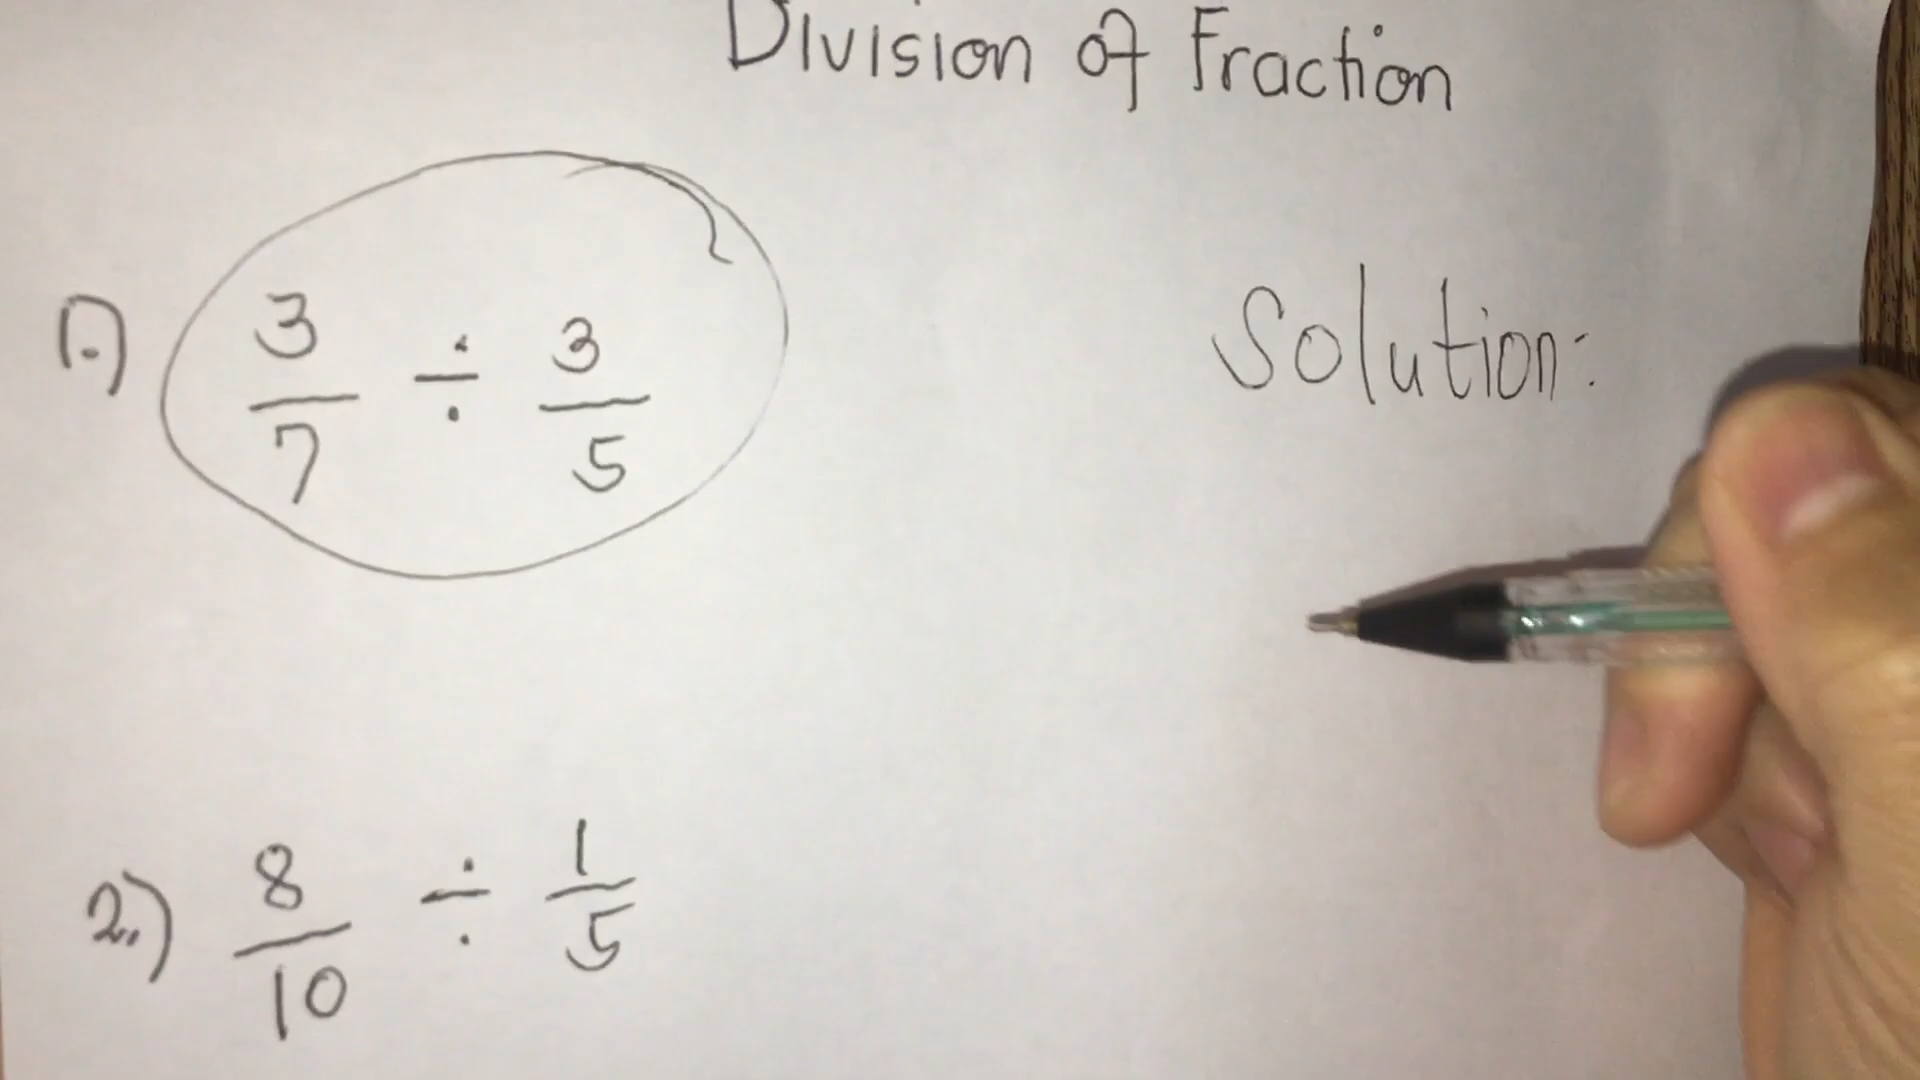 Division of Fraction
1.) 3/7 ÷ 3/5
Solution:
2.) 8/10 ÷ 1/5